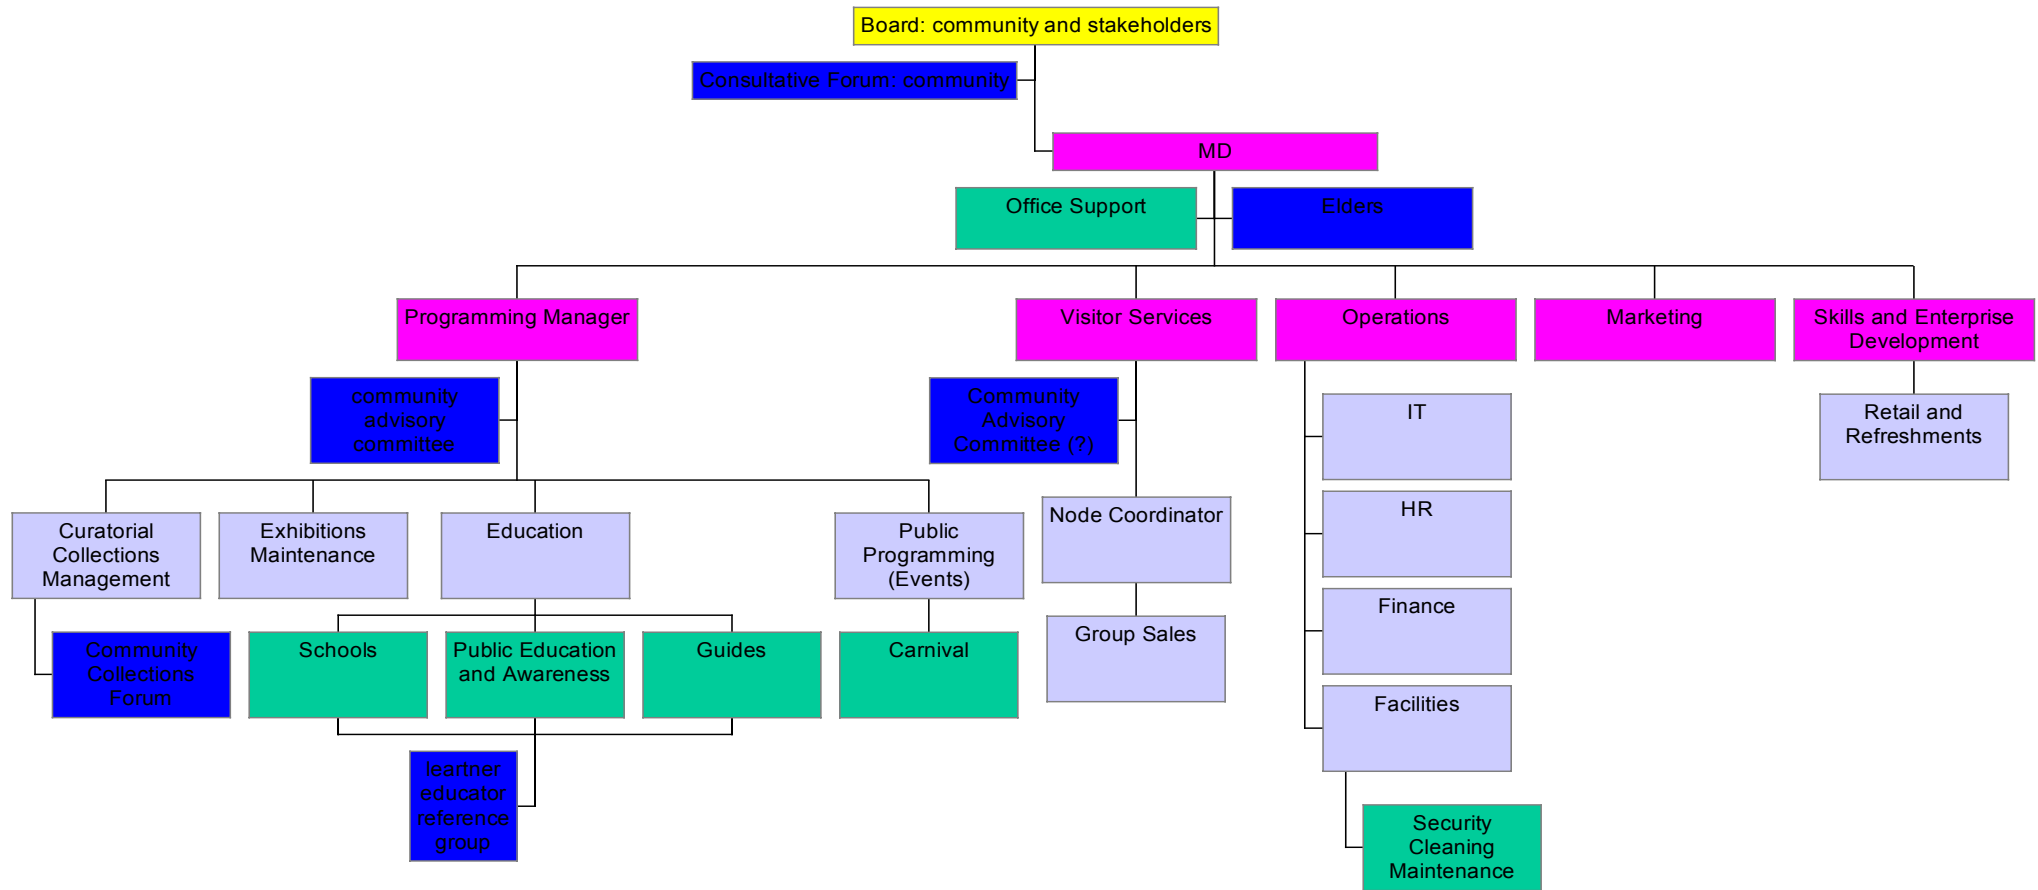 Board: community and stakeholders
Consultative Forum: community
MD
Office Support
Elders
Programming Manager
Visitor Services
Operations
Marketing
Skills and Enterprise
Development
community
advisory
committee
Community
Advisory
Committee (?)
IT
Retail and
Refreshments
HR
Finance
Facilities
Curatorial
Collections
Management
Exhibitions
Maintenance
Education
Public
Programming
(Events)
Node Coordinator
Group Sales
Community
Collections
Forum
Schools
Public Education
and Awareness
Guides
Carnival
leartner
educator
reference
group
Security
Cleaning
Maintenance